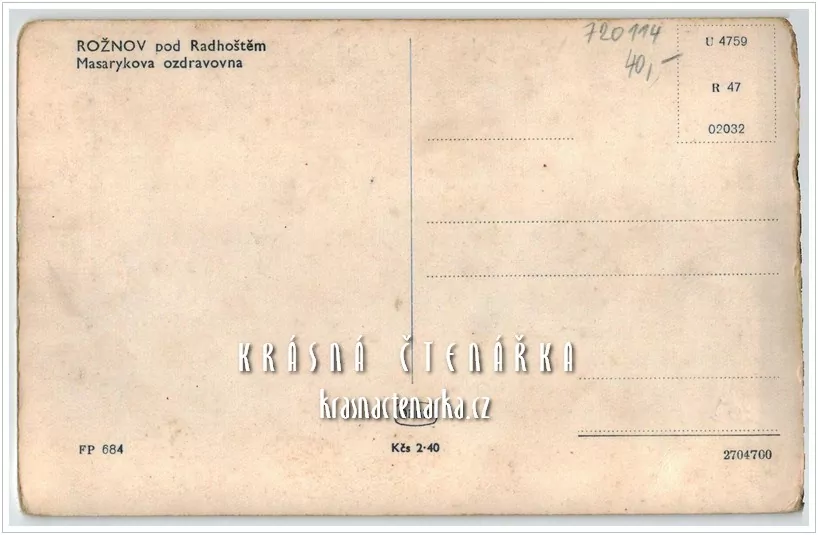 ROŽNOV pod Radhoštěm
Masarykova ozdravovna
720114
40,-
U 4759
R 47
02032
KRÁSNÁ ČTENÁŘKA
krasnactenarka.cz
FP 684
Kčs 2·40
2704700